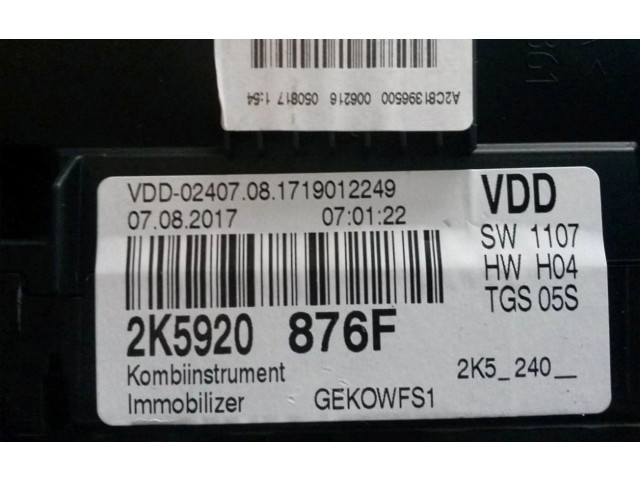 A2C81396500 006216 050817 1:54
VDD-02407.08.1719012249
VDD
07.08.2017 07:01:22
SW 1107
HW H04
TGS 05S
2K5920 876F
Kombiinstrument
2K5_240__
Immobilizer GEKOWFS1